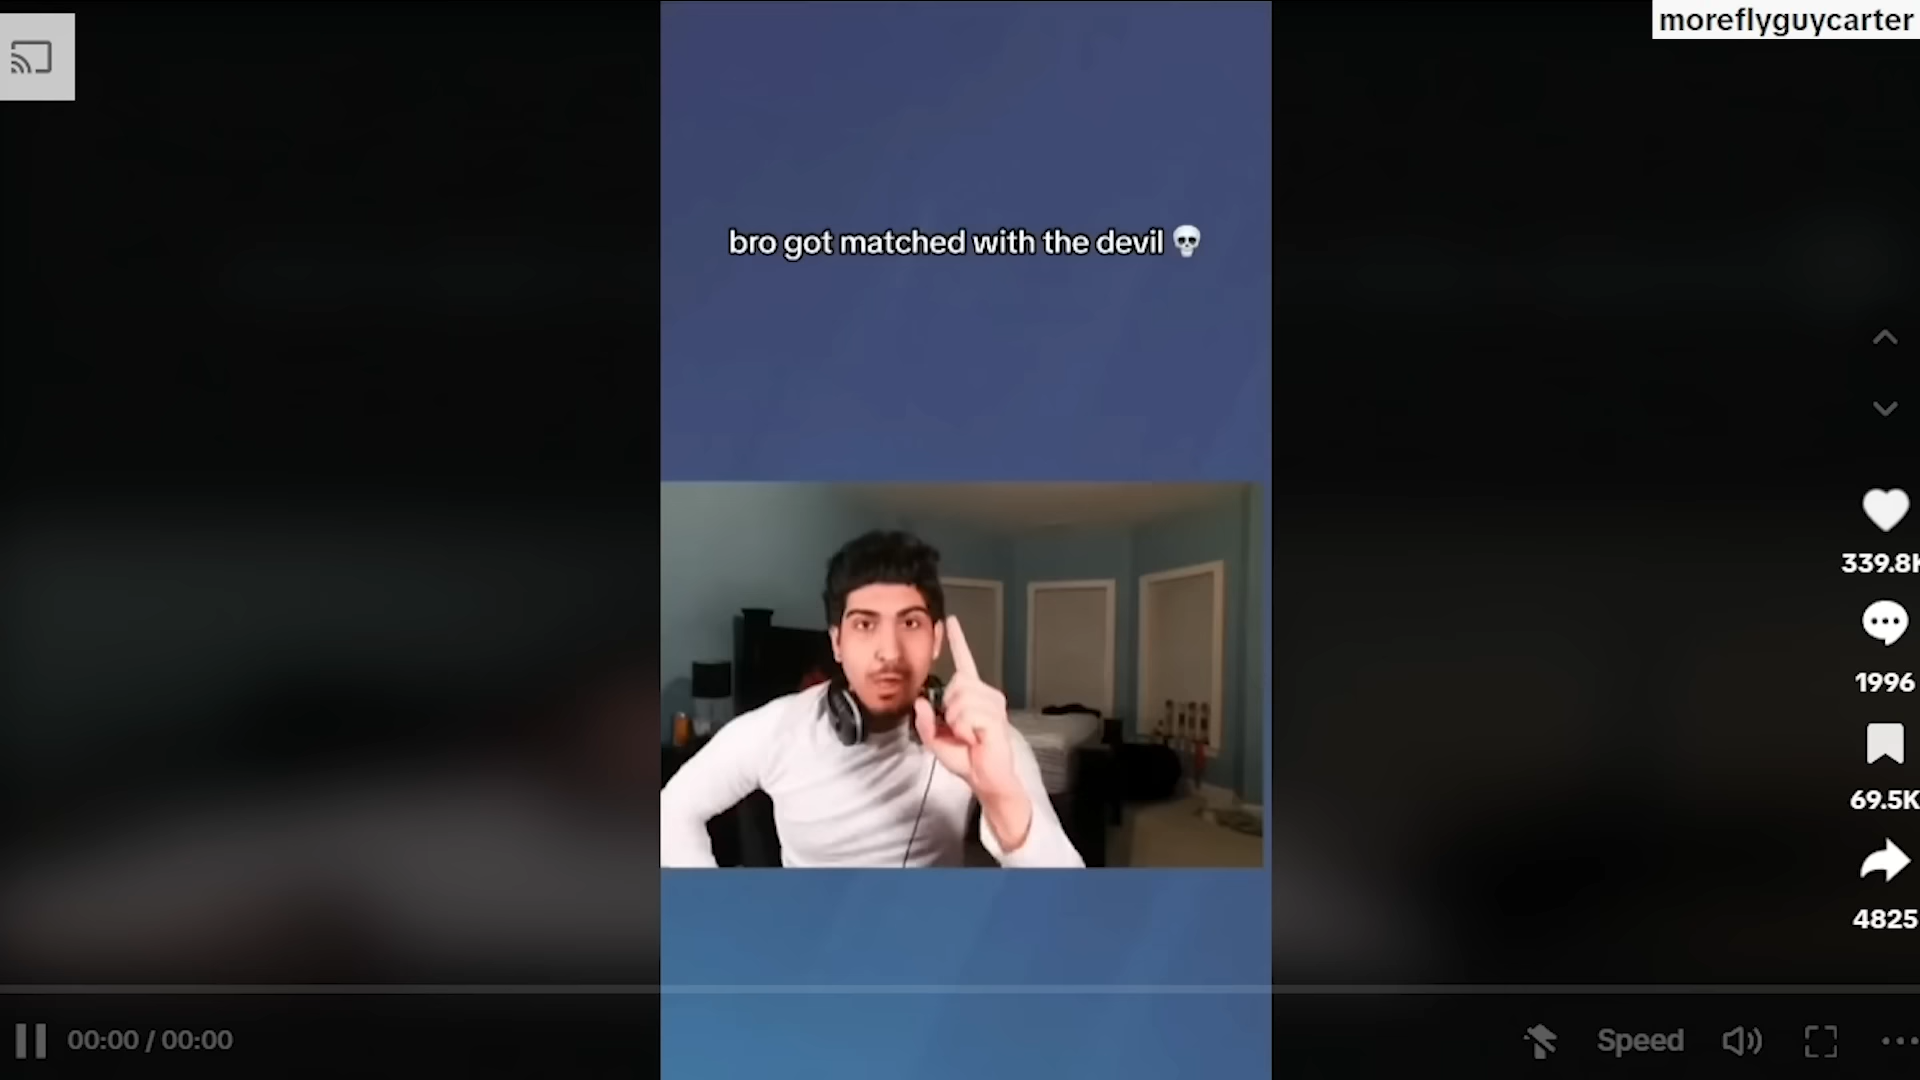 moreflyguycarter
bro got matched with the devil 💀
339.8K
1996
69.5K
4825
00:00 / 00:00
Speed